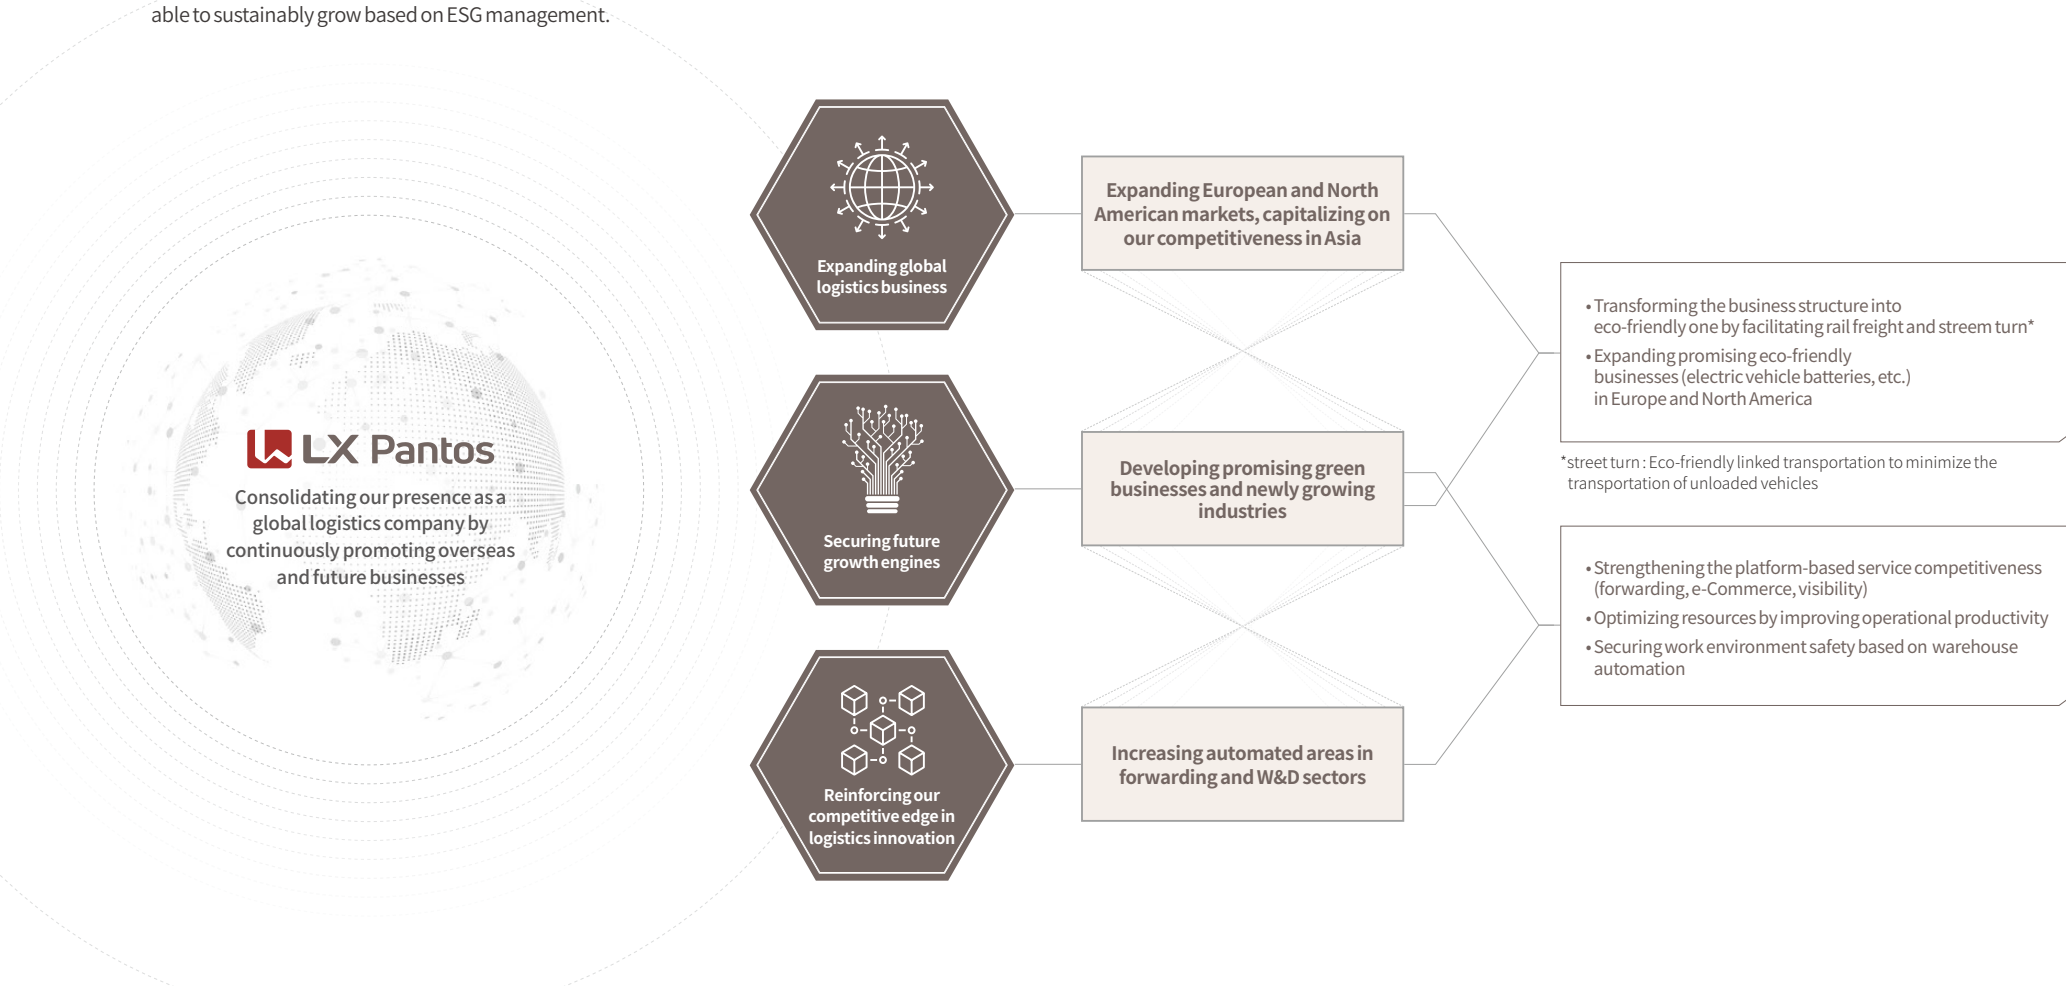 able to sustainably grow based on ESG management.
LX Pantos
Consolidating our presence as a
global logistics company by
continuously promoting overseas
and future businesses
Expanding global
logistics business
Securing future
growth engines
Reinforcing our
competitive edge in
logistics innovation
Expanding European and North
American markets, capitalizing on
our competitiveness in Asia
Developing promising green
businesses and newly growing
industries
Increasing automated areas in
forwarding and W&D sectors
• Transforming the business structure into
eco-friendly one by facilitating rail freight and streem turn*
• Expanding promising eco-friendly
businesses (electric vehicle batteries, etc.)
in Europe and North America
*street turn : Eco-friendly linked transportation to minimize the
transportation of unloaded vehicles
• Strengthening the platform-based service competitiveness
(forwarding, e-Commerce, visibility)
• Optimizing resources by improving operational productivity
• Securing work environment safety based on warehouse
automation